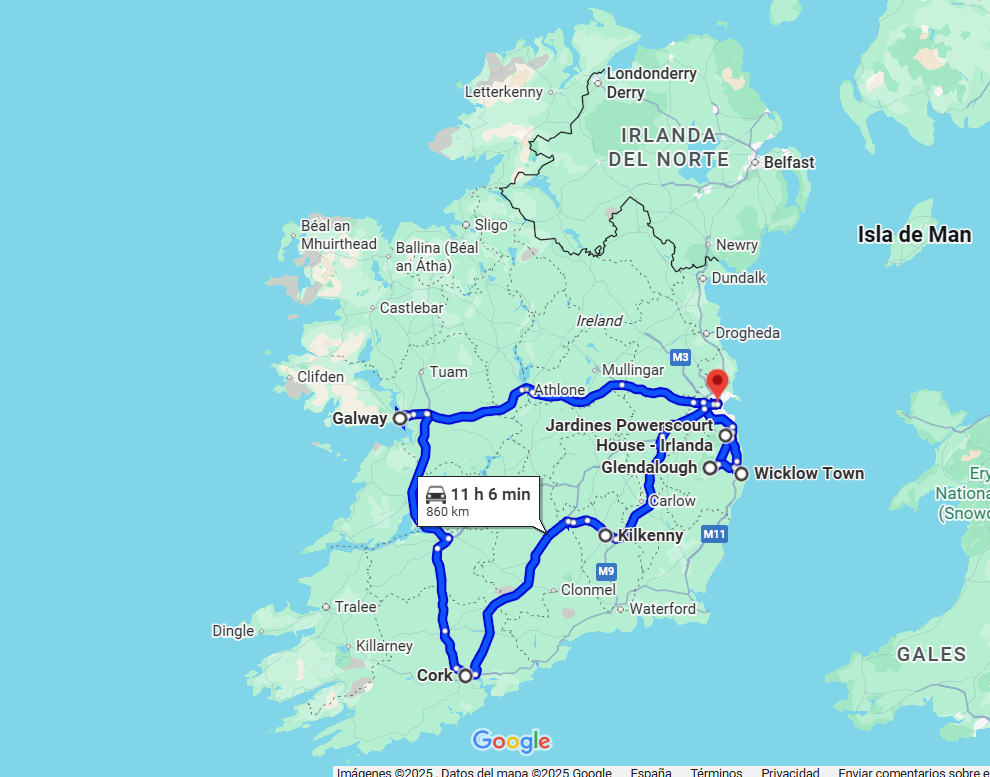 Londonderry
Derry
Letterkenny
IRLANDA
DEL NORTE
Belfast
Béal an
Mhuirthead
Sligo
Isla de Man
Ballina (Béal
an Átha)
Newry
Dundalk
Castlebar
Ireland
Drogheda
M3
Clifden
Tuam
Mullingar
Athlone
Galway
Jardines Powerscourt
House - Irlanda
Glendalough
Wicklow Town
Ery
National
(Snowd
11 h 6 min
860 km
Carlow
Kilkenny
M11
M9
Clonmel
Tralee
Waterford
Dingle
Killarney
GALES
Cork
Google
Imágenes ©2025 , Datos del mapa ©2025 Google España Términos Privacidad Enviar comentarios sobre e